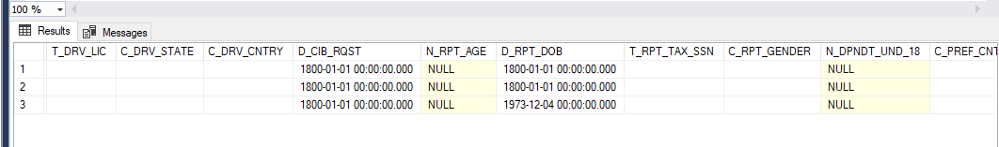 100 %
Results Messages
T_DRV_LIC C_DRV_STATE C_DRV_CNTRY D_CIB_RQST N_RPT_AGE D_RPT_DOB T_RPT_TAX_SSN C_RPT_GENDER N_DPNDT_UND_18 C_PREF_CNT
1 1800-01-01 00:00:00.000 NULL 1800-01-01 00:00:00.000 NULL
2 1800-01-01 00:00:00.000 NULL 1800-01-01 00:00:00.000 NULL
3 1800-01-01 00:00:00.000 NULL 1973-12-04 00:00:00.000 NULL